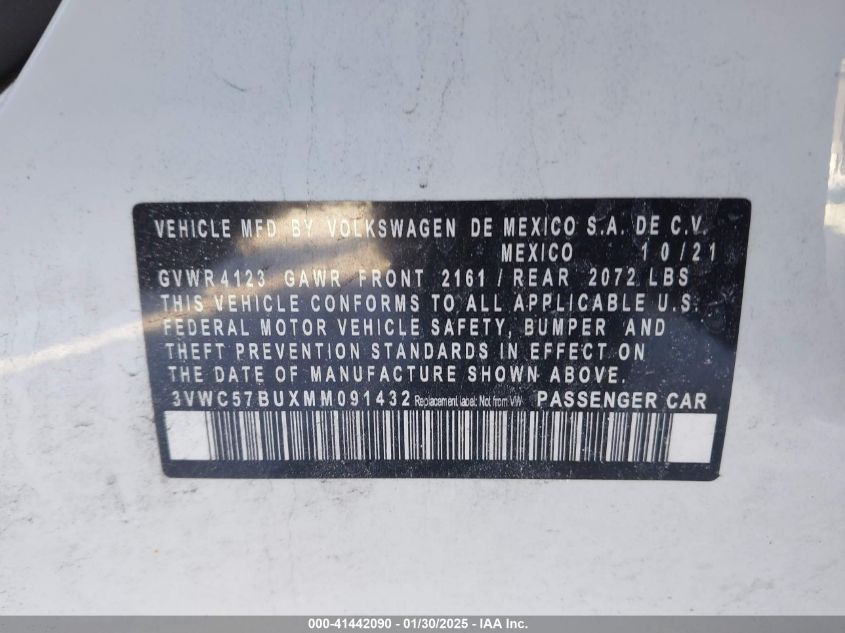 VEHICLE MFD BY VOLKSWAGEN DE MEXICO S.A. DE C.V.
MEXICO 10/21
GVWR4123 GAWR FRONT 2161 / REAR 2072 LBS
THIS VEHICLE CONFORMS TO ALL APPLICABLE U.S.
FEDERAL MOTOR VEHICLE SAFETY, BUMPER AND
THEFT PREVENTION STANDARDS IN EFFECT ON
THE DATE OF MANUFACTURE SHOWN ABOVE.
3VWC57BUXMM091432 Replacement label: Not from VW PASSENGER CAR
000-41442090 - 01/30/2025 - IAA Inc.